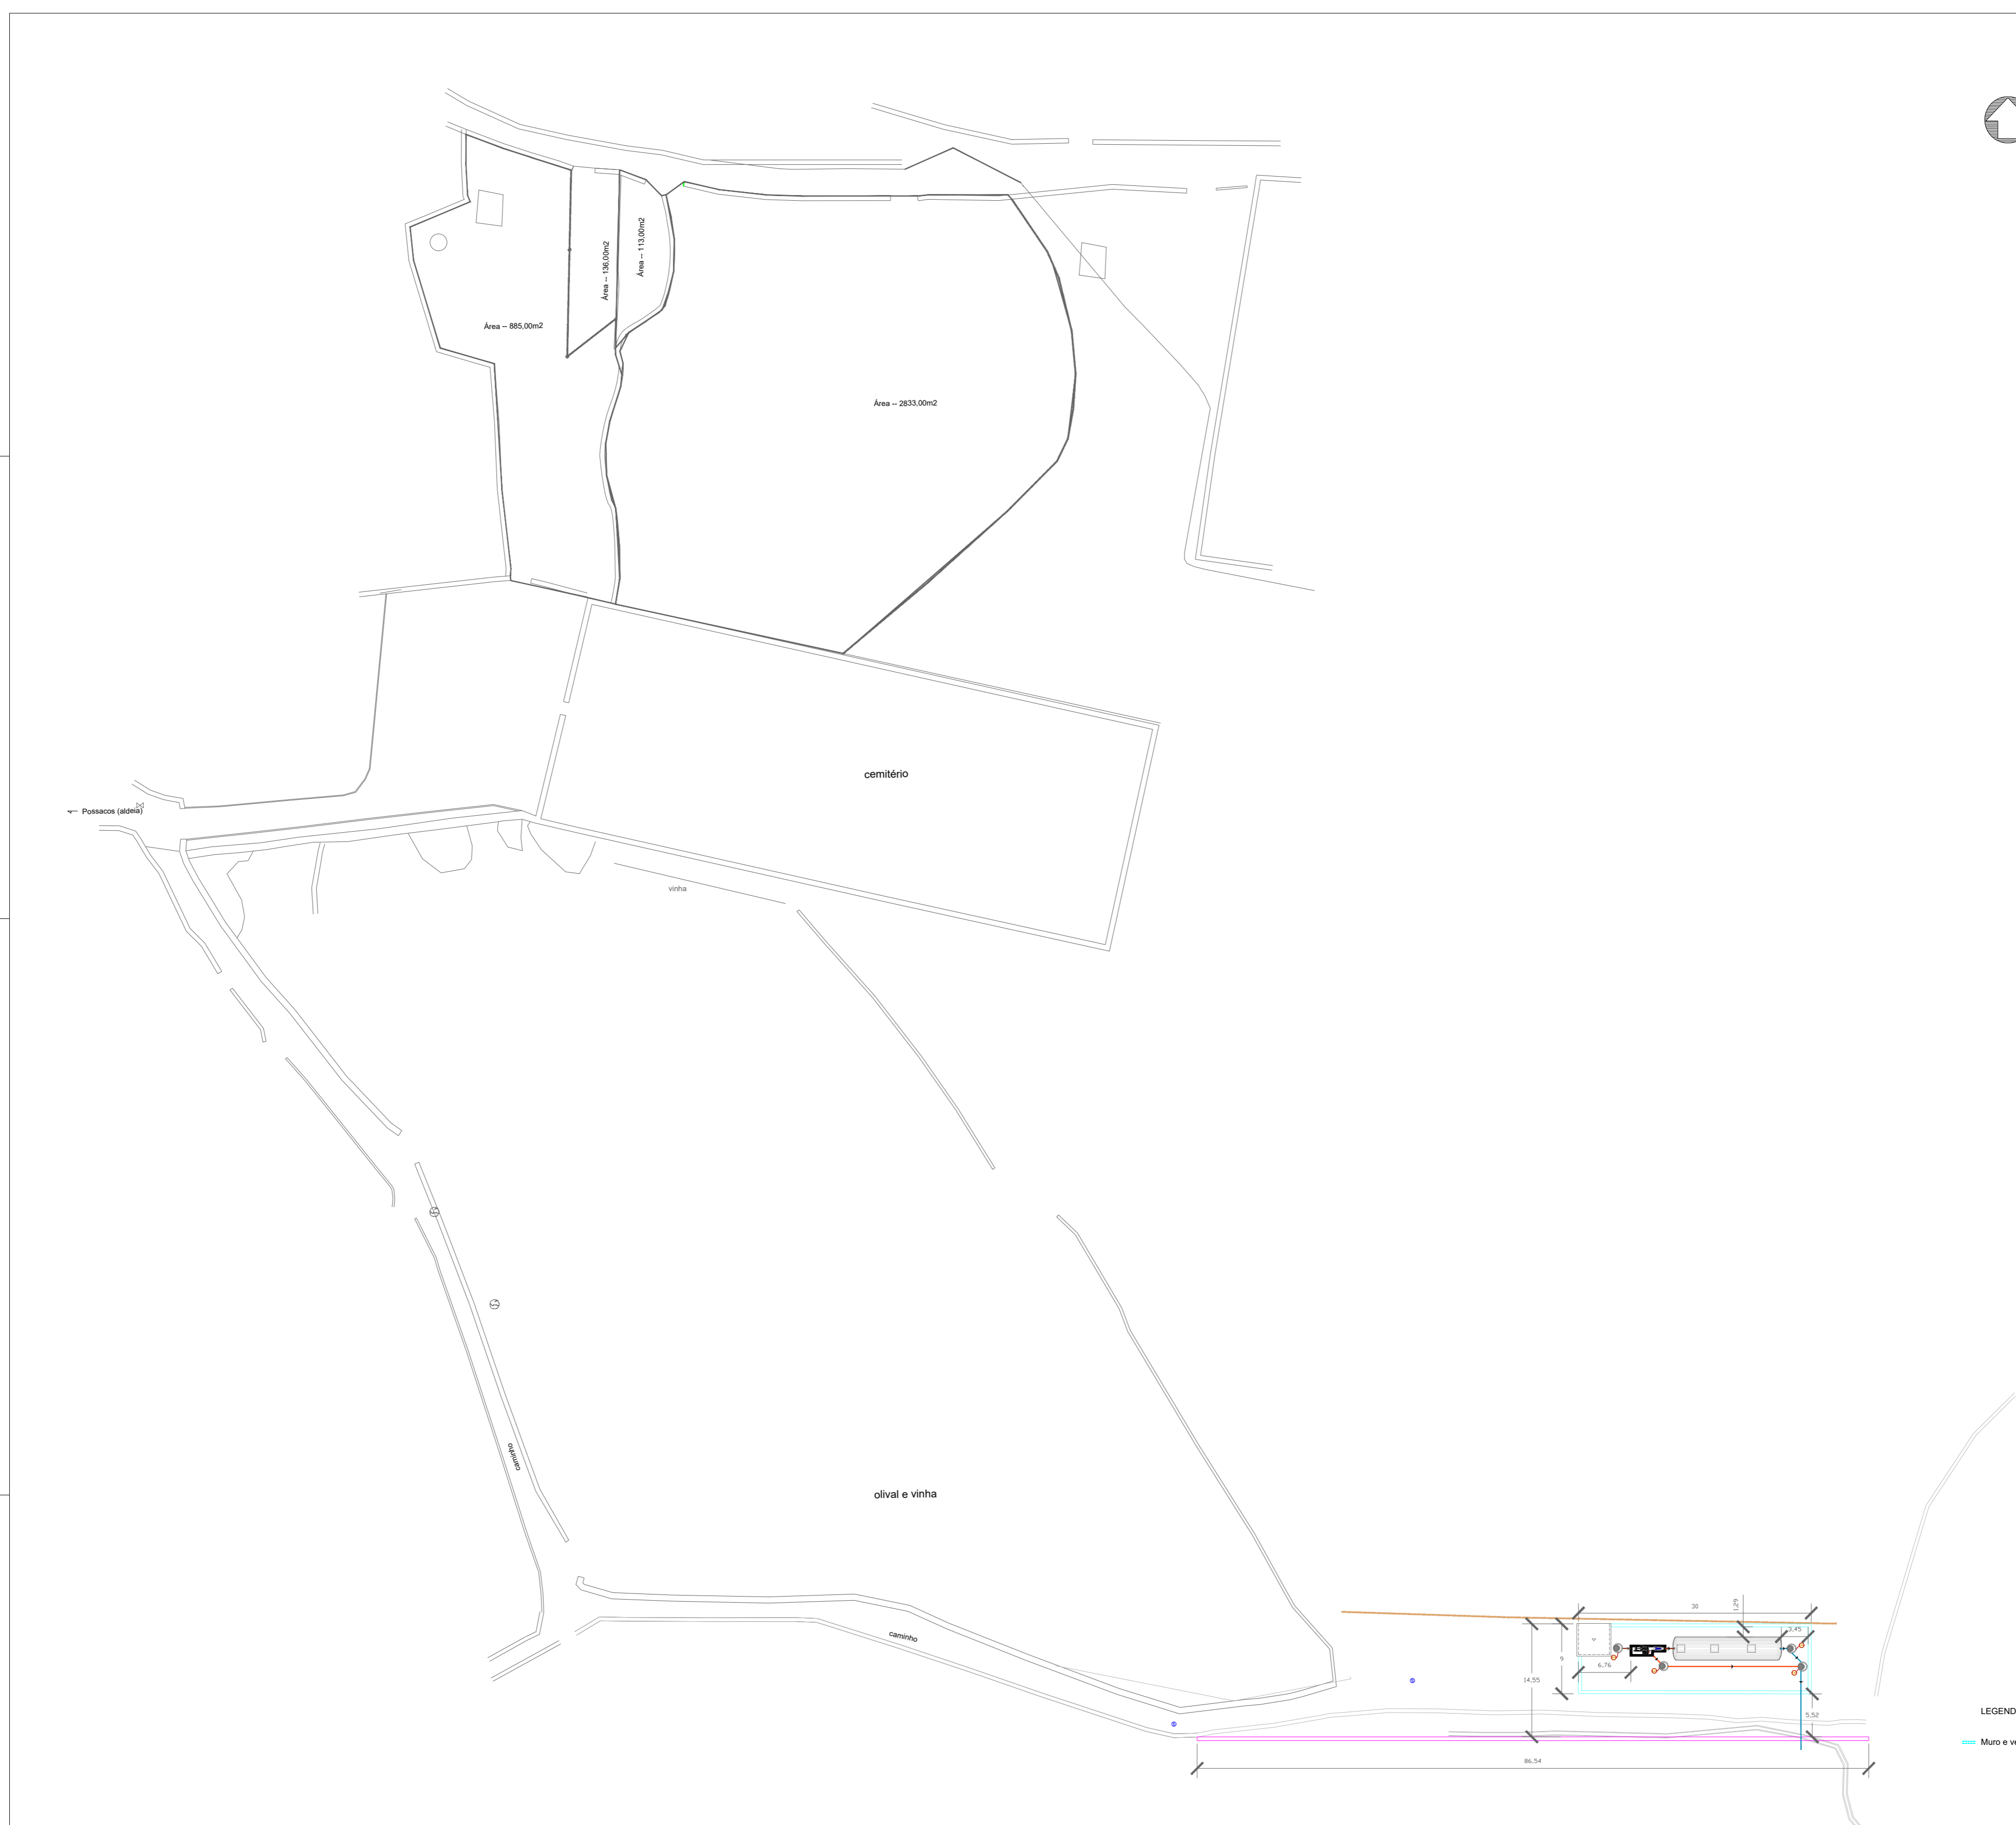 Área -- 113,00m2
Área -- 136,00m2
Área -- 885,00m2
Área -- 2833,00m2
cemitério
Possacos (aldeia)
vinha
caminho
olival e vinha
caminho
30
1,29
3,45
9
6,76
14,55
5,52
86,54
LEGEND
Muro e ve